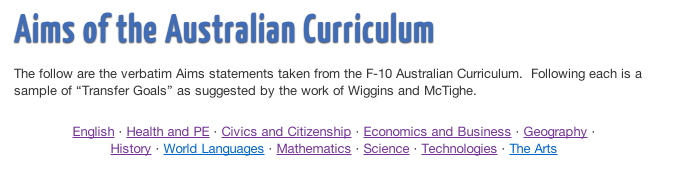 Aims of the Australian Curriculum
The follow are the verbatim Aims statements taken from the F-10 Australian Curriculum.  Following each is a
sample of “Transfer Goals” as suggested by the work of Wiggins and McTighe.
English · Health and PE · Civics and Citizenship · Economics and Business · Geography ·
History · World Languages · Mathematics · Science · Technologies · The Arts